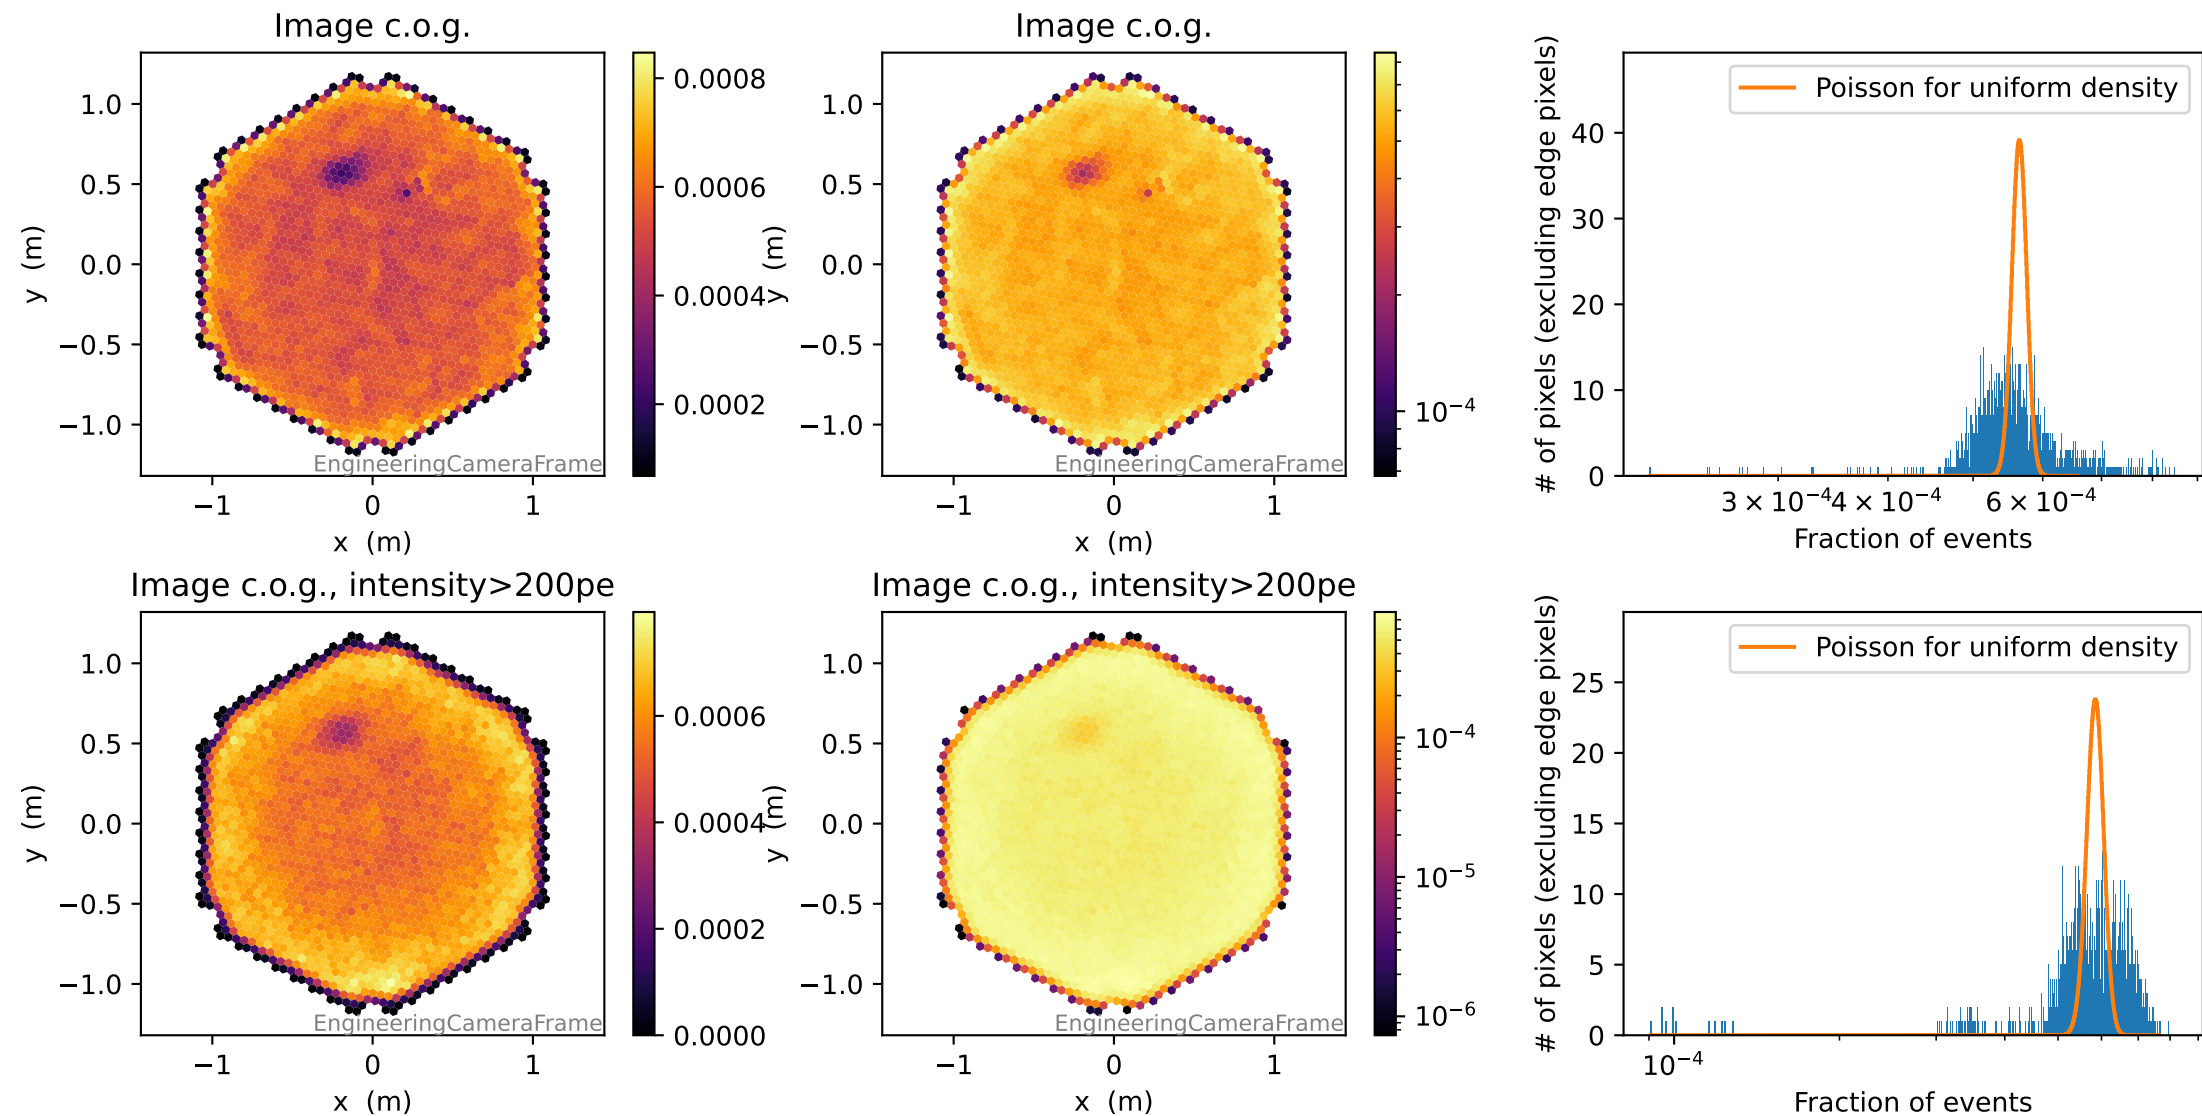 Image c.o.g.
1.0
0.5
0.0
−0.5
−1.0
y (m)
−1
0
1
x (m)
EngineeringCameraFrame
0.0008
0.0006
0.0004
0.0002
Image c.o.g.
1.0
0.5
0.0
−0.5
−1.0
y (m)
−1
0
1
x (m)
EngineeringCameraFrame
10⁻⁴
# of pixels (excluding edge pixels)
40
30
20
10
0
Poisson for uniform density
3 × 10⁻⁴
4 × 10⁻⁴
6 × 10⁻⁴
Fraction of events
Image c.o.g., intensity>200pe
1.0
0.5
0.0
−0.5
−1.0
y (m)
−1
0
1
x (m)
EngineeringCameraFrame
0.0006
0.0004
0.0002
0.0000
Image c.o.g., intensity>200pe
1.0
0.5
0.0
−0.5
−1.0
y (m)
−1
0
1
x (m)
EngineeringCameraFrame
10⁻⁴
10⁻⁵
10⁻⁶
# of pixels (excluding edge pixels)
25
20
15
10
5
0
Poisson for uniform density
10⁻⁴
Fraction of events